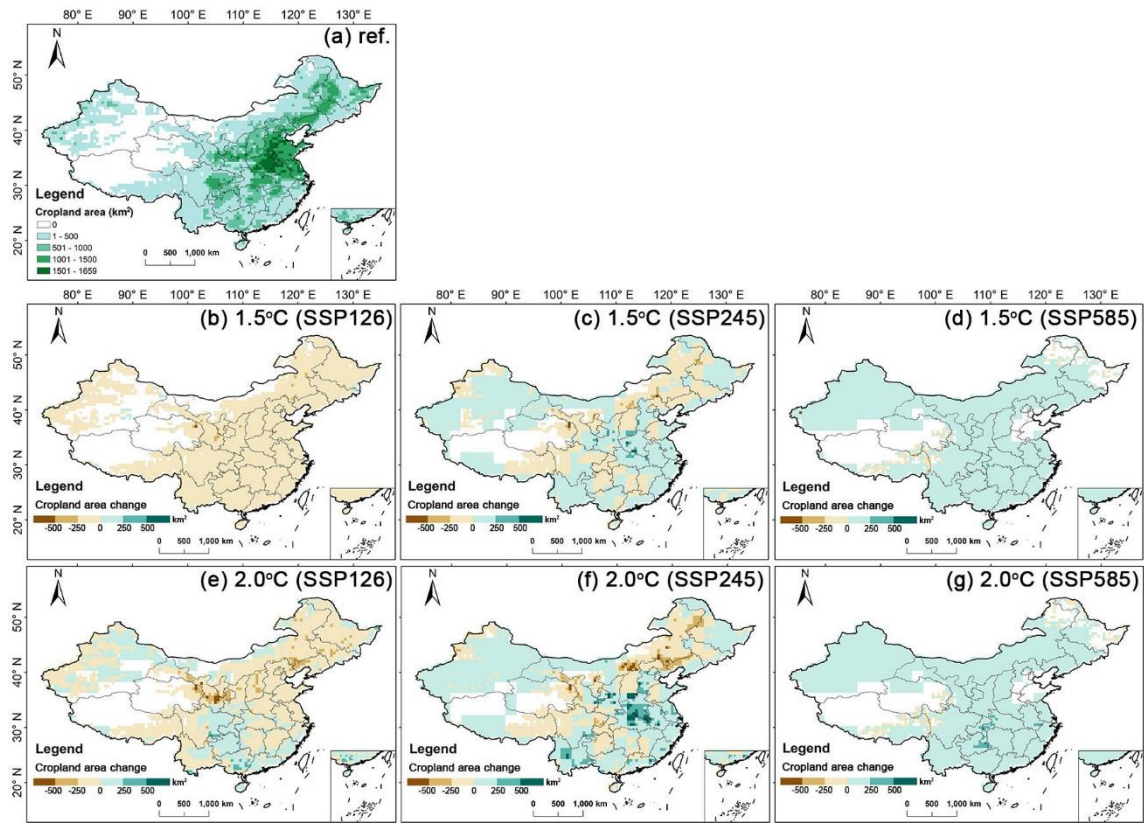 80° E 90° E 100° E 110° E 120° E 130° E
N
(a) ref.
50° N
40° N
30° N
20° N
Legend
Cropland area (km²)
0
1 - 500
501 - 1000
1001 - 1500
1501 - 1659
0 500 1,000 km
80° E 90° E 100° E 110° E 120° E 130° E
N
(b) 1.5°C (SSP126)
50° N
40° N
30° N
20° N
Legend
Cropland area change
-500 -250 0 250 500 km²
0 500 1,000 km
80° E 90° E 100° E 110° E 120° E 130° E
N
(c) 1.5°C (SSP245)
Legend
Cropland area change
-500 -250 0 250 500 km²
0 500 1,000 km
80° E 90° E 100° E 110° E 120° E 130° E
N
(d) 1.5°C (SSP585)
Legend
Cropland area change
-500 -250 0 250 500 km²
0 500 1,000 km
N
(e) 2.0°C (SSP126)
50° N
40° N
30° N
20° N
Legend
Cropland area change
-500 -250 0 250 500 km²
0 500 1,000 km
N
(f) 2.0°C (SSP245)
Legend
Cropland area change
-500 -250 0 250 500 km²
0 500 1,000 km
N
(g) 2.0°C (SSP585)
Legend
Cropland area change
-500 -250 0 250 500 km²
0 500 1,000 km